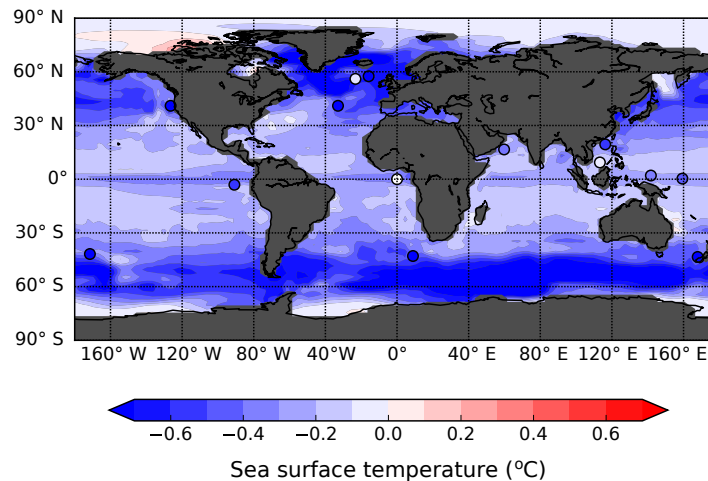 90° N
60° N
30° N
0°
30° S
60° S
90° S
160° W 120° W 80° W 40°W 0° 40° E 80° E 120° E 160° E
−0.6 −0.4 −0.2 0.0 0.2 0.4 0.6
Sea surface temperature (°C)